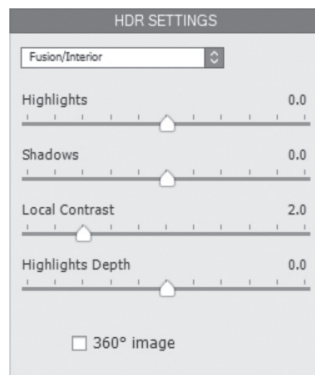 HDR SETTINGS
Fusion/Interior
Highlights 0.0
Shadows 0.0
Local Contrast 2.0
Highlights Depth 0.0
360° image